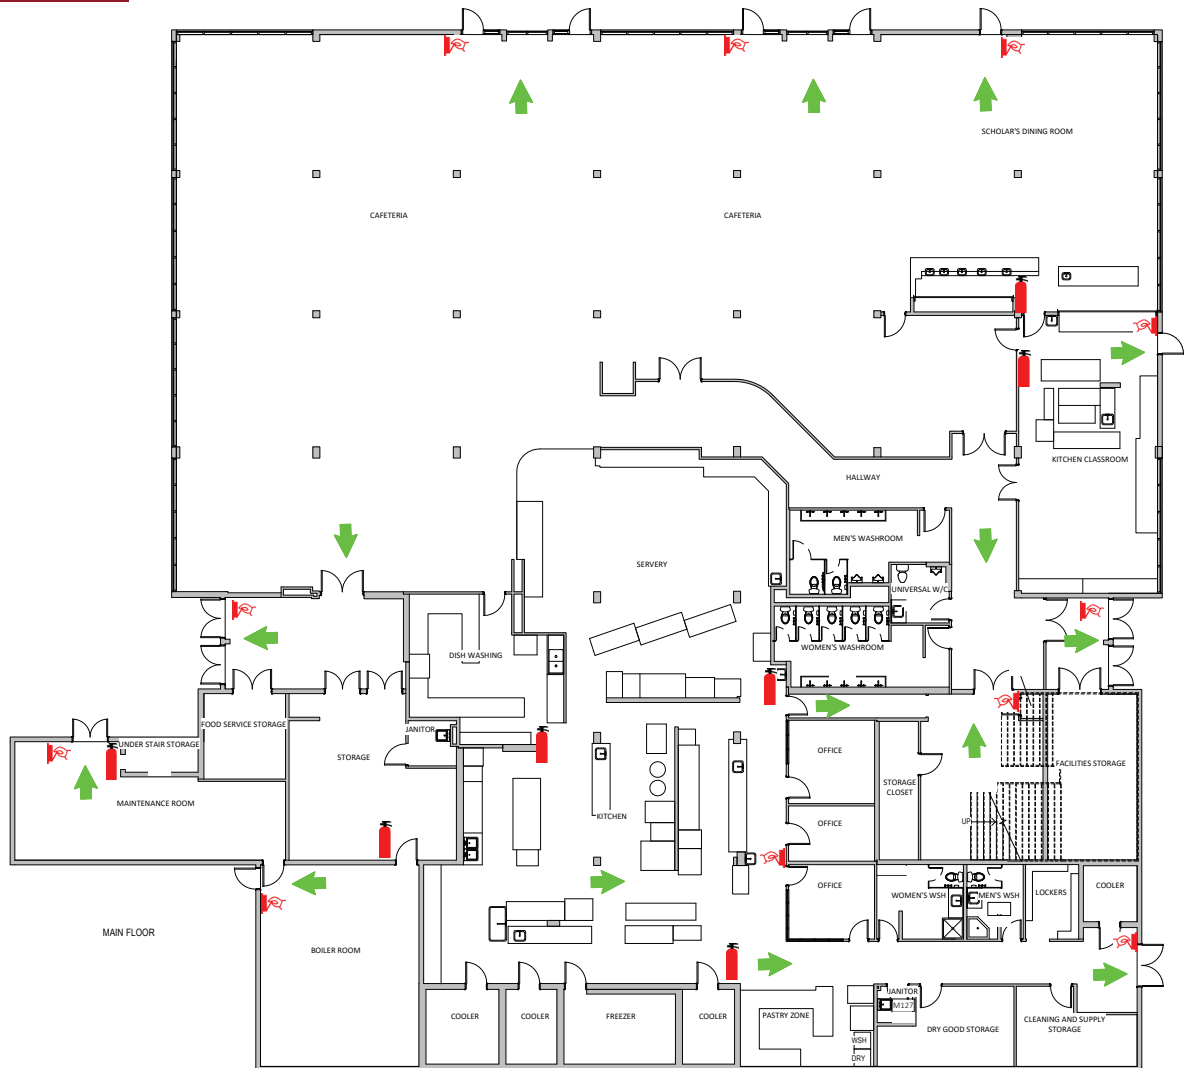 SCHOLAR'S DINING ROOM
CAFETERIA
CAFETERIA
KITCHEN CLASSROOM
HALLWAY
MEN'S WASHROOM
SERVERY
UNIVERSAL W/C
WOMEN'S WASHROOM
DISH WASHING
FOOD SERVICE STORAGE
JANITOR
UNDER STAIR STORAGE
STORAGE
OFFICE
FACILITIES STORAGE
STORAGE
CLOSET
MAINTENANCE ROOM
KITCHEN
OFFICE
UP
OFFICE
WOMEN'S WSH
MEN'S WSH
LOCKERS
COOLER
MAIN FLOOR
BOILER ROOM
JANITOR
M127
COOLER
COOLER
FREEZER
COOLER
PASTRY ZONE
WSH
DRY
DRY GOOD STORAGE
CLEANING AND SUPPLY
STORAGE